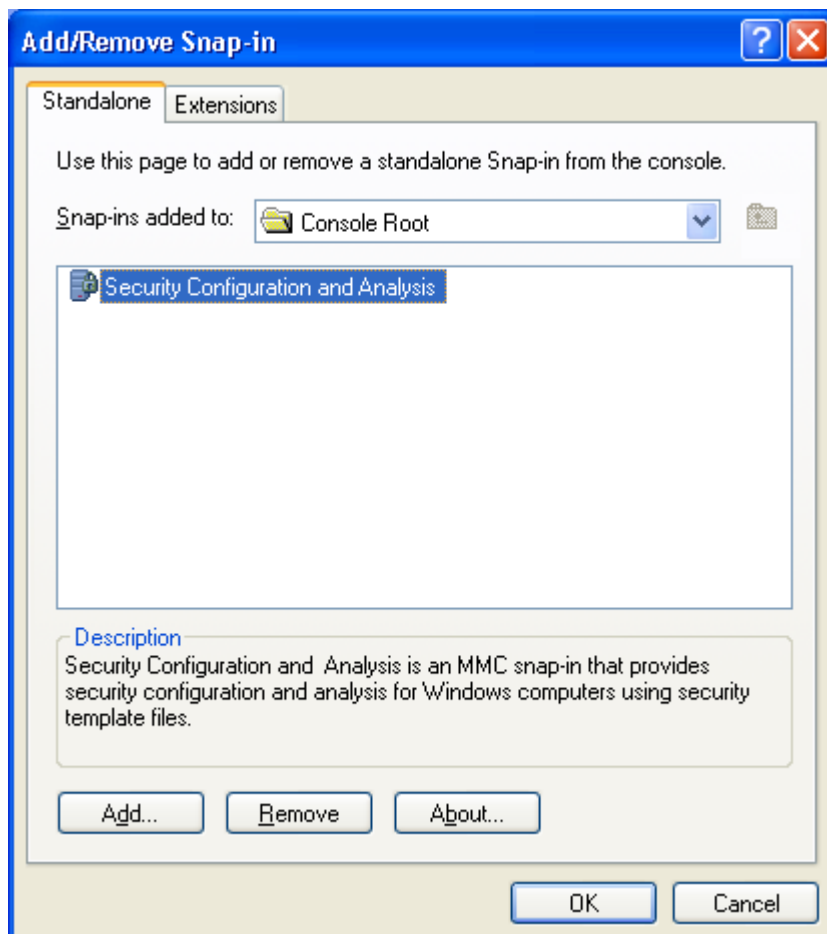 Add/Remove Snap-in
Standalone
Extensions
Use this page to add or remove a standalone Snap-in from the console.
Snap-ins added to:
Console Root
Security Configuration and Analysis
Description
Security Configuration and  Analysis is an MMC snap-in that provides
security configuration and analysis for Windows computers using security
template files.
Add...
Remove
About...
OK
Cancel